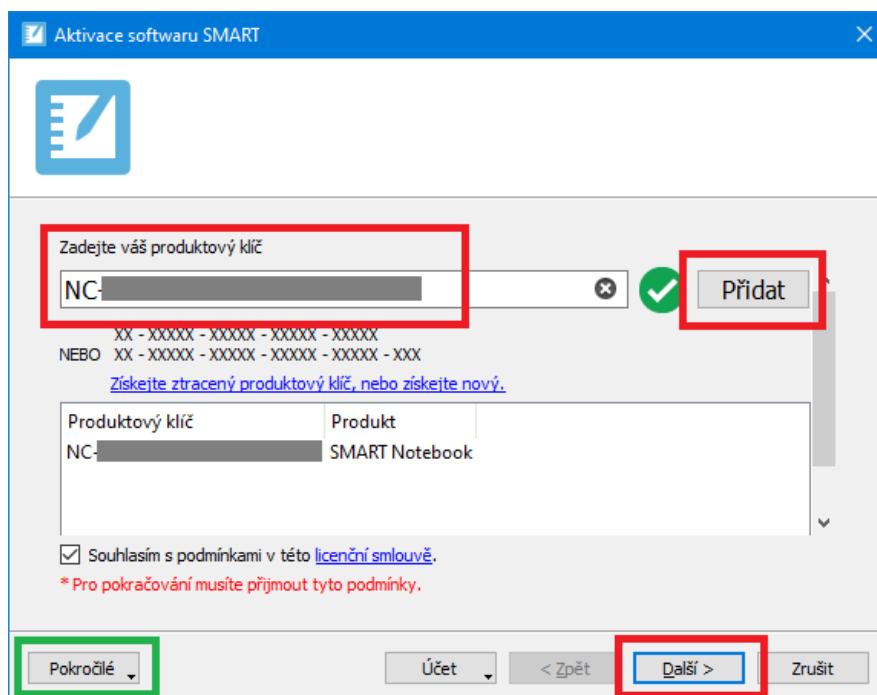 Aktivace softwaru SMART
Zadejte váš produktový klíč
NC-
Přidat
XX - XXXXX - XXXXX - XXXXX - XXXXX
NEBO XX - XXXXX - XXXXX - XXXXX - XXXXX - XXX
Získejte ztracený produktový klíč, nebo získejte nový.
Produktový klíč Produkt
NC- SMART Notebook
Souhlasím s podmínkami v této licenční smlouvě.
* Pro pokračování musíte přijmout tyto podmínky.
Pokročilé Účet < Zpět Další > Zrušit